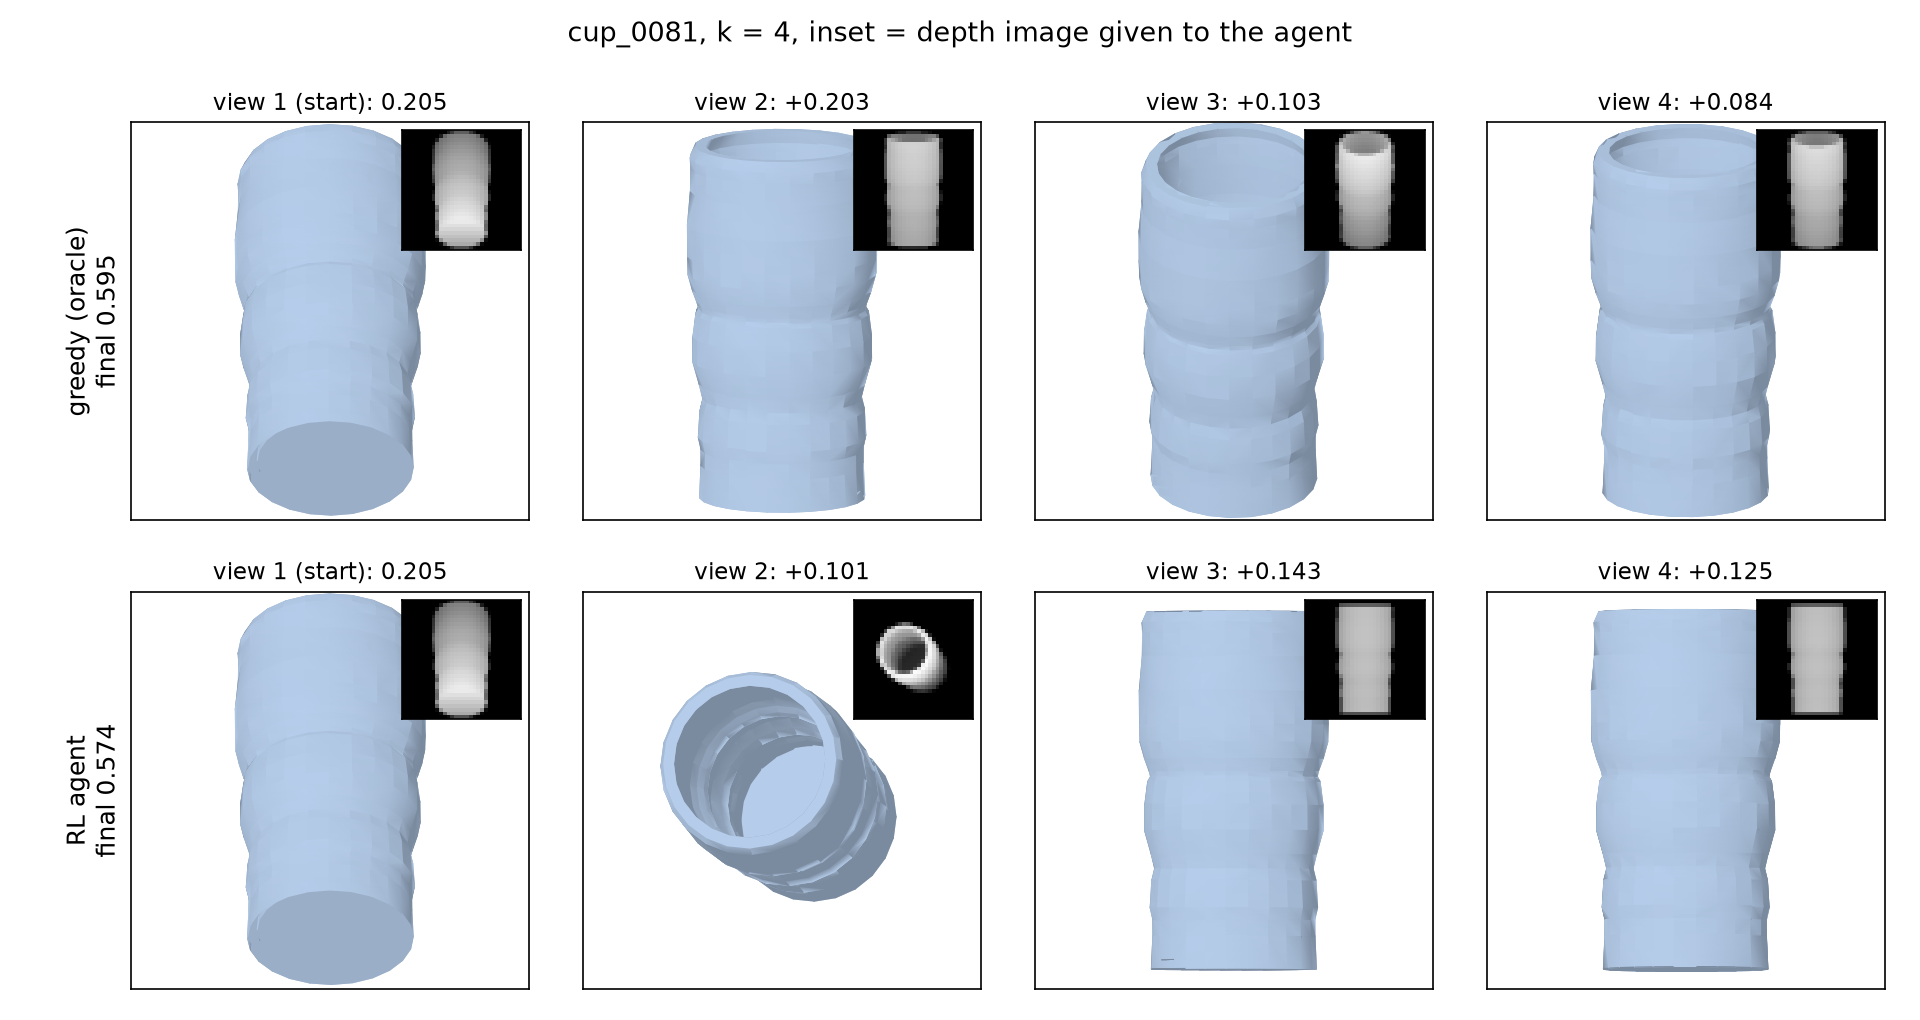 cup_0081, k = 4, inset = depth image given to the agent
greedy (oracle)
final 0.595
view 1 (start): 0.205
view 2: +0.203
view 3: +0.103
view 4: +0.084
RL agent
final 0.574
view 1 (start): 0.205
view 2: +0.101
view 3: +0.143
view 4: +0.125